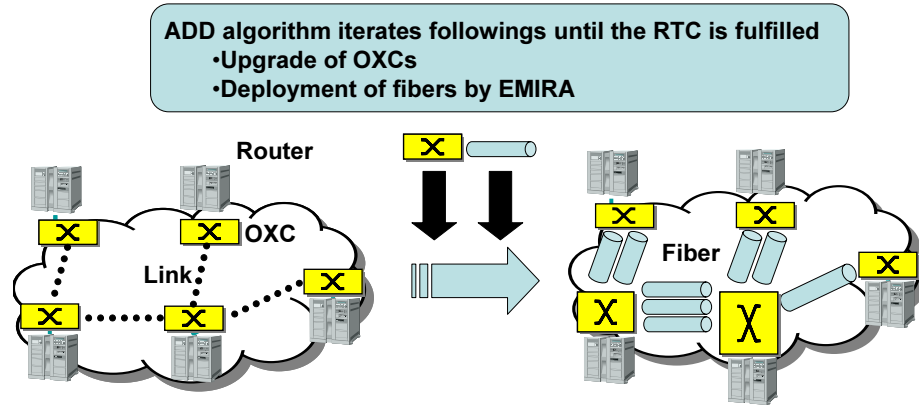 ADD algorithm iterates followings until the RTC is fulfilled
•Upgrade of OXCs
•Deployment of fibers by EMIRA
Router
OXC
Link
Fiber